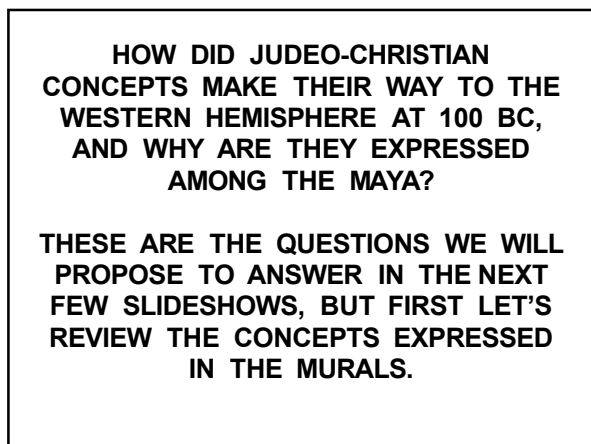 HOW DID JUDEO-CHRISTIAN
CONCEPTS MAKE THEIR WAY TO THE
WESTERN HEMISPHERE AT 100 BC,
AND WHY ARE THEY EXPRESSED
AMONG THE MAYA?
THESE ARE THE QUESTIONS WE WILL
PROPOSE TO ANSWER IN THE NEXT
FEW SLIDESHOWS, BUT FIRST LET’S
REVIEW THE CONCEPTS EXPRESSED
IN THE MURALS.